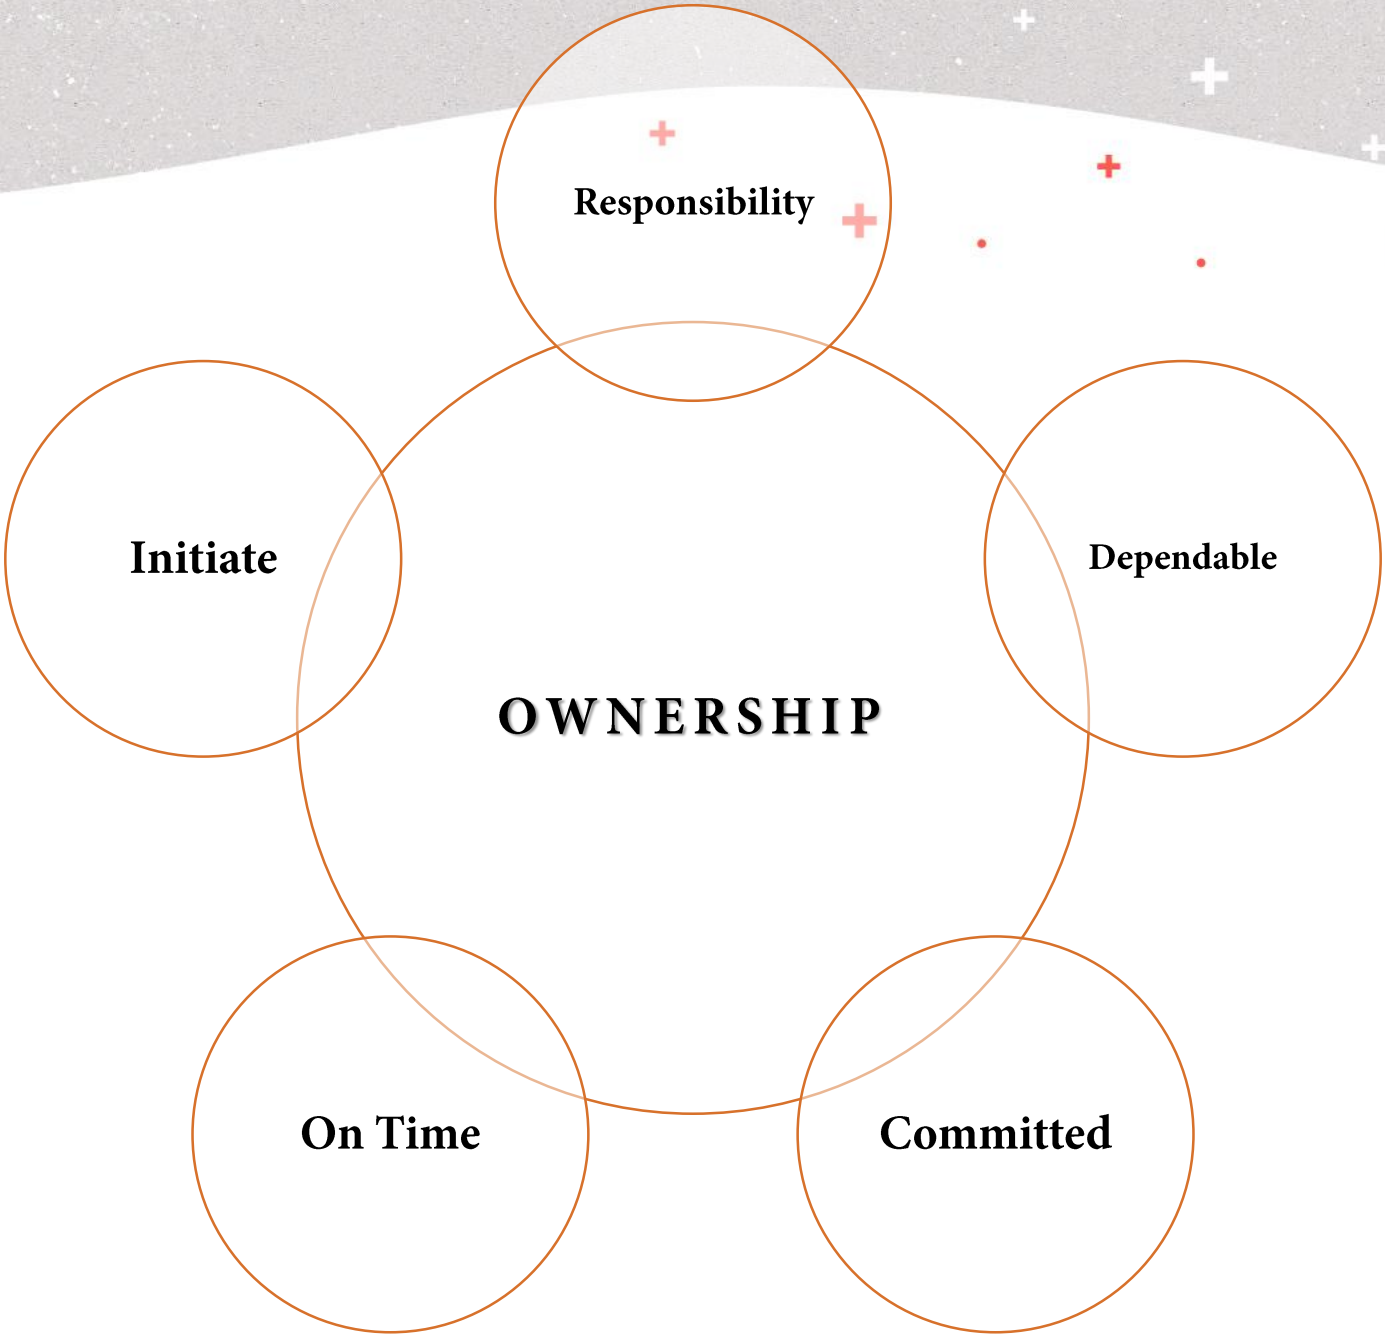 Responsibility
Initiate
Dependable
OWNERSHIP
On Time
Committed